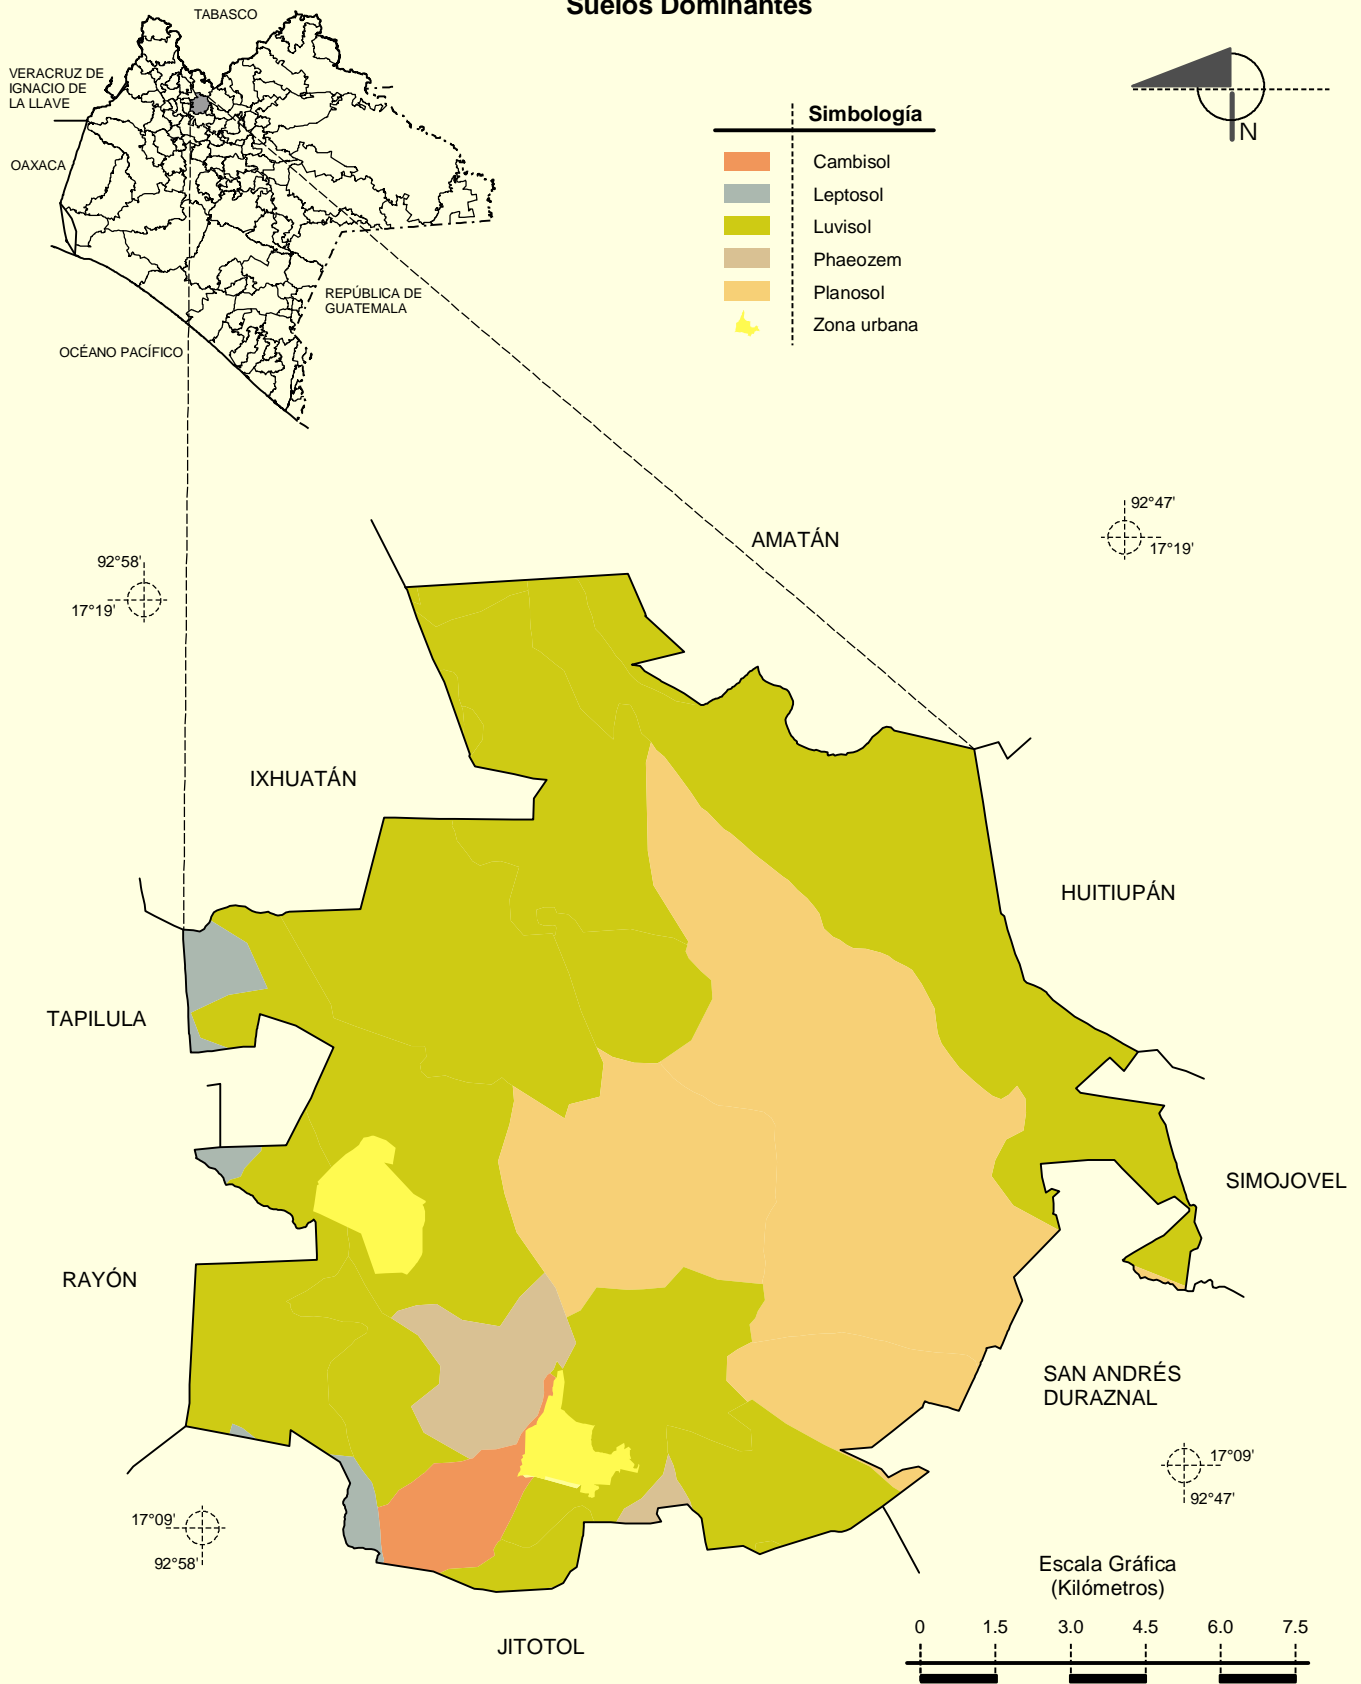 Suelos Dominantes
TABASCO
VERACRUZ DE
IGNACIO DE
LA LLAVE
OAXACA
REPÚBLICA DE
GUATEMALA
OCÉANO PACÍFICO
N
Simbología
Cambisol
Leptosol
Luvisol
Phaeozem
Planosol
Zona urbana
92°47'
17°19'
92°58'
17°19'
AMATÁN
IXHUATÁN
HUITIUPÁN
TAPILULA
SIMOJOVEL
RAYÓN
SAN ANDRÉS
DURAZNAL
17°09'
92°47'
17°09'
92°58'
JITOTOL
Escala Gráfica
(Kilómetros)
0 1.5 3.0 4.5 6.0 7.5